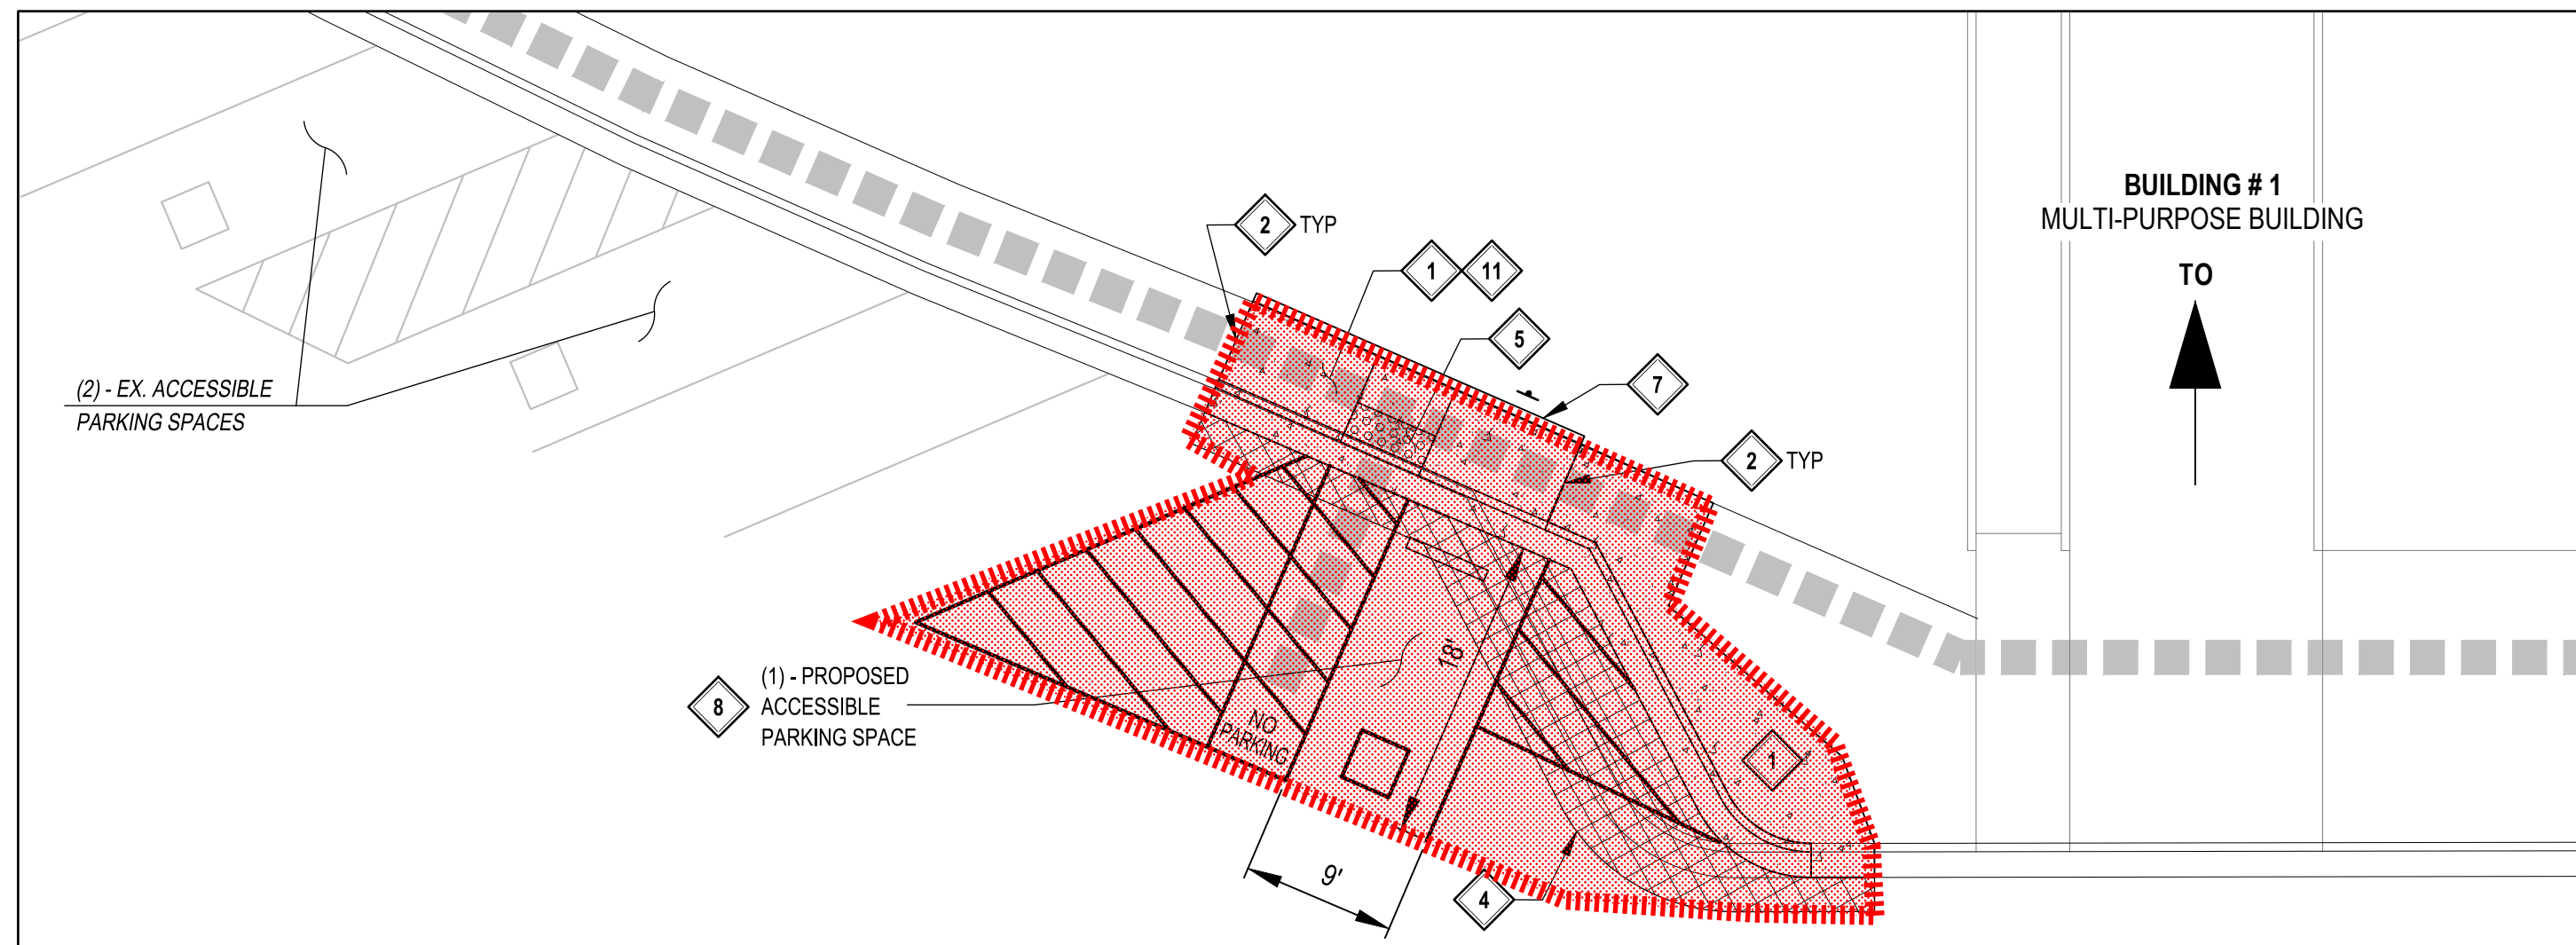 BUILDING # 1
MULTI-PURPOSE BUILDING
TO
2 TYP
1 11
5
7
(2) - EX. ACCESSIBLE
PARKING SPACES
2 TYP
18'
8
(1) - PROPOSED
ACCESSIBLE
PARKING SPACE
NO
PARKING
1
9'
4